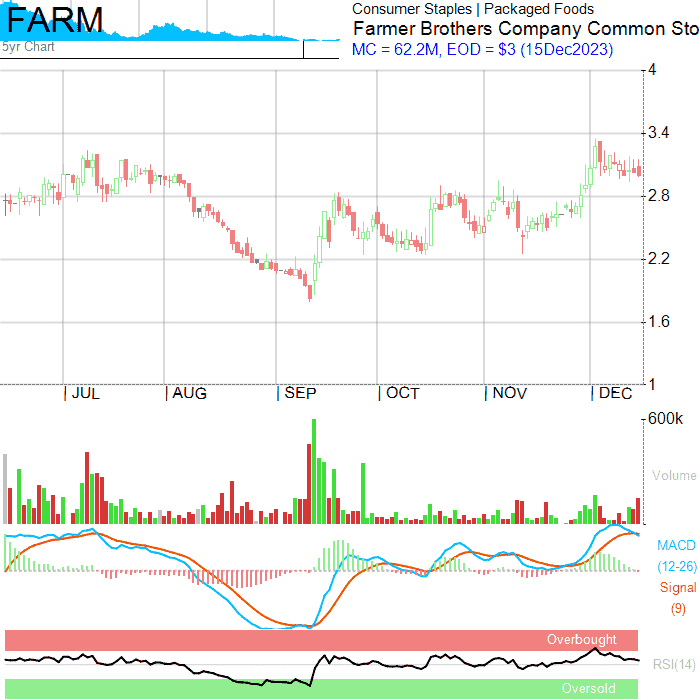 FARM
5yr Chart
Consumer Staples | Packaged Foods
Farmer Brothers Company Common Sto
MC = 62.2M, EOD = $3 (15Dec2023)
4
3.4
2.8
2.2
1.6
1
JUL AUG SEP OCT NOV DEC
600k
Volume
MACD
(12-26)
Signal
(9)
Overbought
RSI(14)
Oversold